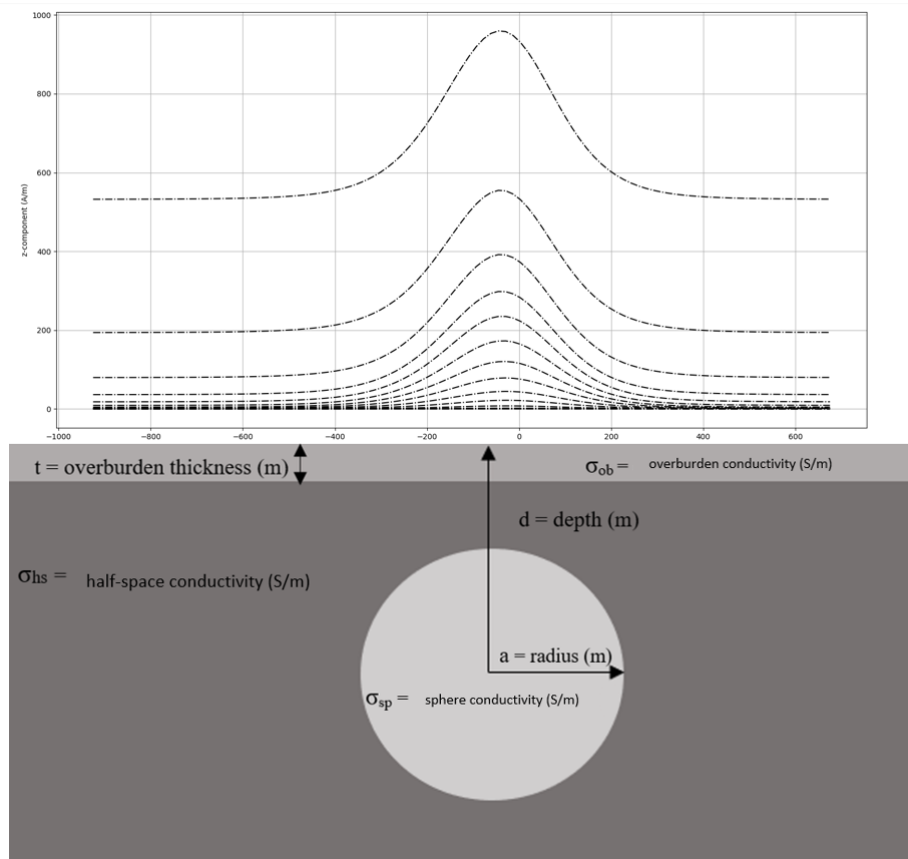 1000
800
600
400
200
0
z-component (A/m)
−1000 −800 −600 −400 −200 0 200 400 600
t = overburden thickness (m)
σob = overburden conductivity (S/m)
d = depth (m)
σhs = half-space conductivity (S/m)
a = radius (m)
σsp = sphere conductivity (S/m)